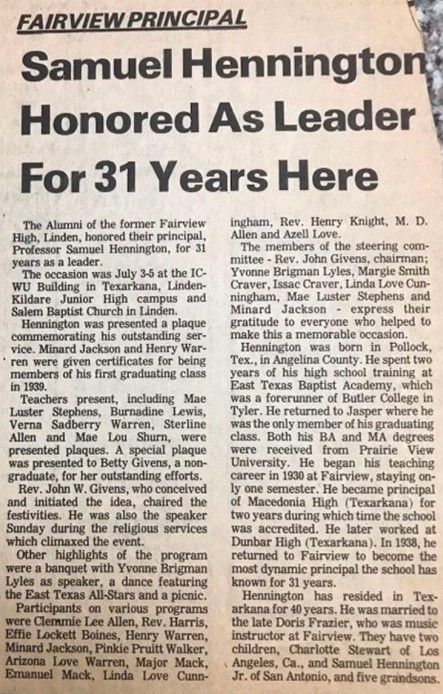 FAIRVIEW PRINCIPAL
Samuel Hennington
Honored As Leader
For 31 Years Here
The Alumni of the former Fairview
High, Linden, honored their principal,
Professor Samuel Hennington, for 31
years as a leader.
The occasion was July 3-5 at the IC-
WU Building in Texarkana, Linden-
Kildare Junior High campus and
Salem Baptist Church in Linden.
Hennington was presented a plaque
commemorating his outstanding ser-
vice. Minard Jackson and Henry War-
ren were given certificates for being
members of his first graduating class
in 1939.
Teachers present, including Mae
Luster Stephens, Burnadine Lewis,
Verna Sadberry Warren, Sterline
Allen and Mae Lou Shurn, were
presented plaques. A special plaque
was presented to Betty Givens, a non-
graduate, for her outstanding efforts.
Rev. John W. Givens, who conceived
and initiated the idea, chaired the
festivities. He was also the speaker
Sunday during the religious services
which climaxed the event.
Other highlights of the program
were a banquet with Yvonne Brigman
Lyles as speaker, a dance featuring
the East Texas All-Stars and a picnic.
Participants on various programs
were Clemmie Lee Allen, Rev. Harris,
Effie Lockett Boines, Henry Warren,
Minard Jackson, Pinkie Pruitt Walker,
Arizona Love Warren, Major Mack,
Emanuel Mack, Linda Love Cunn-
ingham, Rev. Henry Knight, M. D.
Allen and Azell Love.
The members of the steering com-
mittee - Rev. John Givens, chairman;
Yvonne Brigman Lyles, Margie Smith
Craver, Issac Craver, Linda Love Cun-
ningham, Mae Luster Stephens and
Minard Jackson - express their
gratitude to everyone who helped to
make this a memorable occasion.
Hennington was born in Pollock,
Tex., in Angelina County. He spent two
years of his high school training at
East Texas Baptist Academy, which
was a forerunner of Butler College in
Tyler. He returned to Jasper where he
was the only member of his graduating
class. Both his BA and MA degrees
were received from Prairie View
University. He began his teaching
career in 1930 at Fairview, staying on-
ly one semester. He became principal
of Macedonia High (Texarkana) for
two years during which time the school
was accredited. He later worked at
Dunbar High (Texarkana). In 1938, he
returned to Fairview to become the
most dynamic principal the school has
known for 31 years.
Hennington has resided in Tex-
arkana for 40 years. He was married to
the late Doris Frazier, who was music
instructor at Fairview. They have two
children, Charlotte Stewart of Los
Angeles, Ca., and Samuel Hennington
Jr. of San Antonio, and five grandsons.